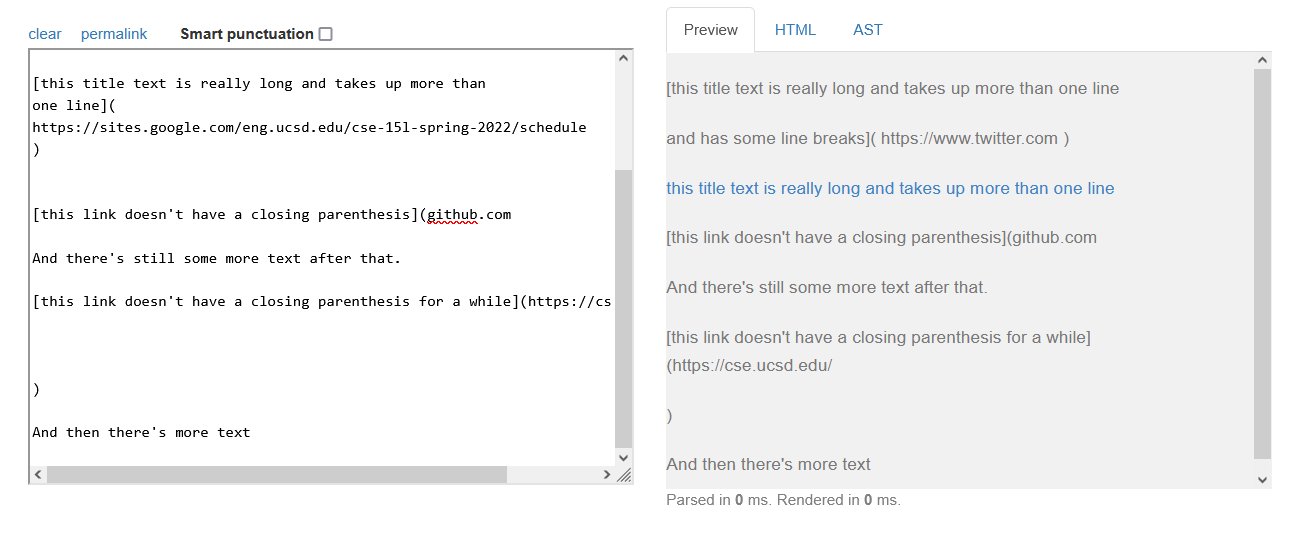 clear permalink Smart punctuation
[this title text is really long and takes up more than
one line](
https://sites.google.com/eng.ucsd.edu/cse-15l-spring-2022/schedule
)
[this link doesn't have a closing parenthesis](github.com
And there's still some more text after that.
[this link doesn't have a closing parenthesis for a while](https://cs
)
And then there's more text
Preview HTML AST
[this title text is really long and takes up more than one line
and has some line breaks]( https://www.twitter.com )
this title text is really long and takes up more than one line
[this link doesn't have a closing parenthesis](github.com
And there's still some more text after that.
[this link doesn't have a closing parenthesis for a while]
(https://cse.ucsd.edu/
)
And then there's more text
Parsed in 0 ms. Rendered in 0 ms.